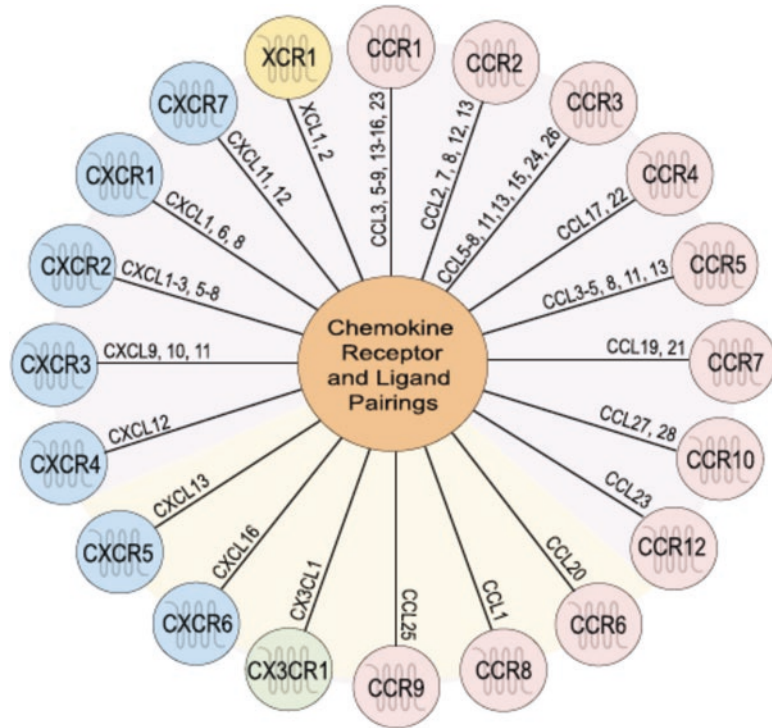 Chemokine
Receptor
and Ligand
Pairings
XCR1
XCL1, 2
CCR1
CCL3, 5-9, 13-16, 23
CCR2
CCL2, 7, 8, 12, 13
CCR3
CCL5-8, 11,13, 15, 24, 26
CCR4
CCL17, 22
CCR5
CCL3-5, 8, 11, 13
CCR7
CCL19, 21
CCR10
CCL27, 28
CCR12
CCL23
CCR6
CCL20
CCR8
CCL1
CCR9
CCL25
CX3CR1
CX3CL1
CXCR6
CXCL16
CXCR5
CXCL13
CXCR4
CXCL12
CXCR3
CXCL9, 10, 11
CXCR2
CXCL1-3, 5-8
CXCR1
CXCL1, 6, 8
CXCR7
CXCL11, 12